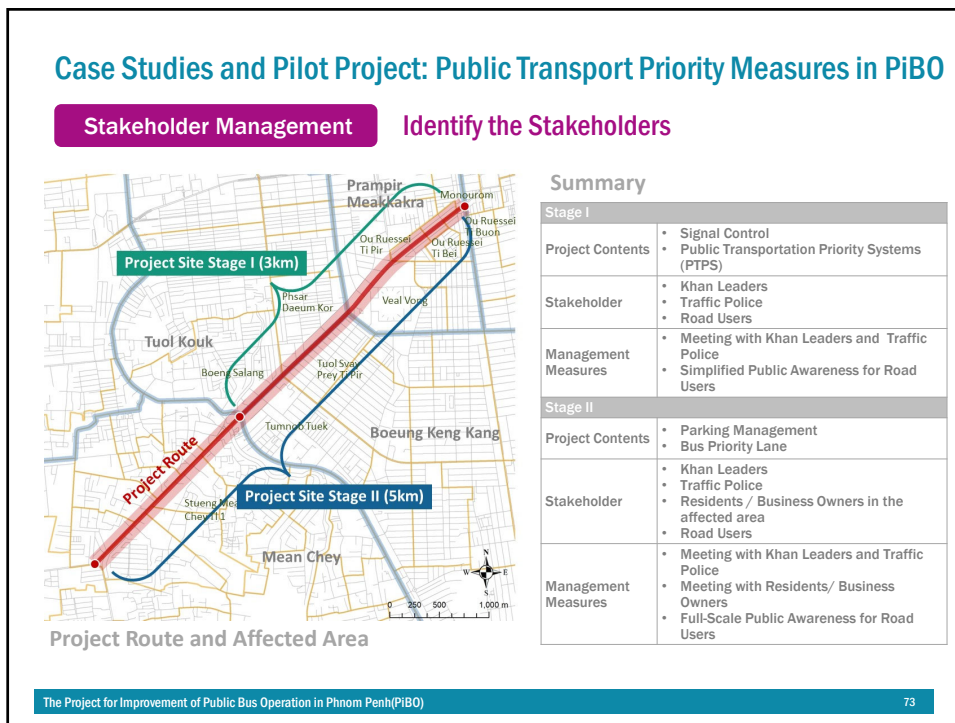 Case Studies and Pilot Project: Public Transport Priority Measures in PiBO
Stakeholder Management
Identify the Stakeholders
Prampir
Meakkakra
Monourom
Ou Ruessei
Ti Buon
Ou Ruessei
Ti Pir
Ou Ruessei
Ti Bei
Project Site Stage I (3km)
Phsar
Daeum Kor
Veal Vong
Tuol Kouk
Tuol Svay
Prey Ti Pir
Boeng Salang
Tumnob Tuek
Boeung Keng Kang
Project Route
Project Site Stage II (5km)
Stueng Mea
Chey Ti 1
Mean Chey
N
W
E
S
0 250 500 1,000 m
Project Route and Affected Area
Summary
Stage I
Project Contents
• Signal Control
• Public Transportation Priority Systems
(PTPS)
Stakeholder
• Khan Leaders
• Traffic Police
• Road Users
Management
Measures
• Meeting with Khan Leaders and Traffic
Police
• Simplified Public Awareness for Road
Users
Stage II
Project Contents
• Parking Management
• Bus Priority Lane
Stakeholder
• Khan Leaders
• Traffic Police
• Residents / Business Owners in the
affected area
• Road Users
Management
Measures
• Meeting with Khan Leaders and Traffic
Police
• Meeting with Residents/ Business
Owners
• Full-Scale Public Awareness for Road
Users
The Project for Improvement of Public Bus Operation in Phnom Penh(PiBO)
73